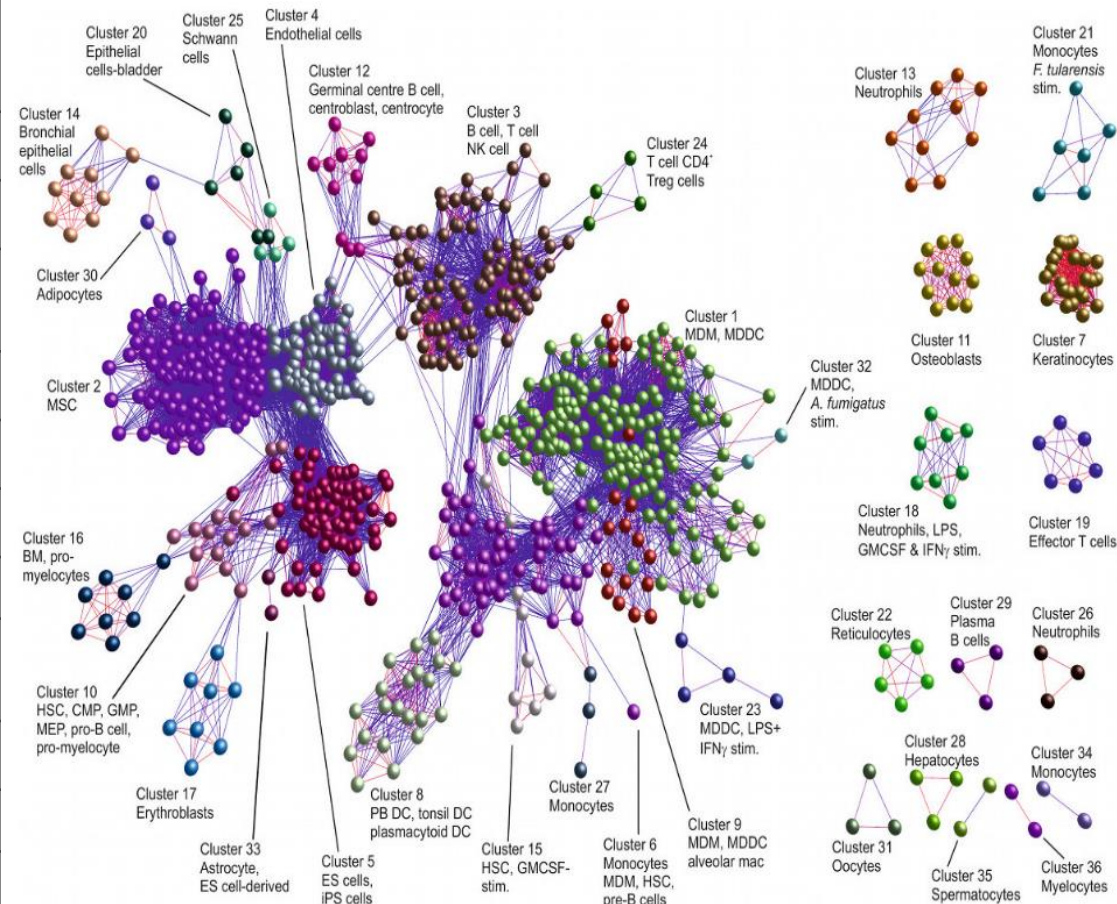 Cluster 20
Epithelial
cells-bladder
Cluster 25
Schwann
cells
Cluster 4
Endothelial cells
Cluster 12
Germinal centre B cell,
centroblast, centrocyte
Cluster 14
Bronchial
epithelial
cells
Cluster 3
B cell, T cell
NK cell
Cluster 24
T cell CD4+
Treg cells
Cluster 13
Neutrophils
Cluster 21
Monocytes
F. tularensis
stim.
Cluster 30
Adipocytes
Cluster 2
MSC
Cluster 1
MDM, MDDC
Cluster 32
MDDC,
A. fumigatus
stim.
Cluster 11
Osteoblasts
Cluster 7
Keratinocytes
Cluster 18
Neutrophils, LPS,
GMCSF & IFNγ stim.
Cluster 19
Effector T cells
Cluster 16
BM, pro-
myelocytes
Cluster 10
HSC, CMP, GMP,
MEP, pro-B cell,
pro-myelocyte
Cluster 17
Erythroblasts
Cluster 33
Astrocyte,
ES cell-derived
Cluster 5
ES cells,
iPS cells
Cluster 8
PB DC, tonsil DC
plasmacytoid DC
Cluster 15
HSC, GMCSF-
stim.
Cluster 27
Monocytes
Cluster 6
Monocytes
MDM, HSC,
pre-B cells
Cluster 9
MDM, MDDC
alveolar mac
Cluster 23
MDDC, LPS+
IFNγ stim.
Cluster 22
Reticulocytes
Cluster 29
Plasma
B cells
Cluster 26
Neutrophils
Cluster 28
Hepatocytes
Cluster 34
Monocytes
Cluster 31
Oocytes
Cluster 35
Spermatocytes
Cluster 36
Myelocytes